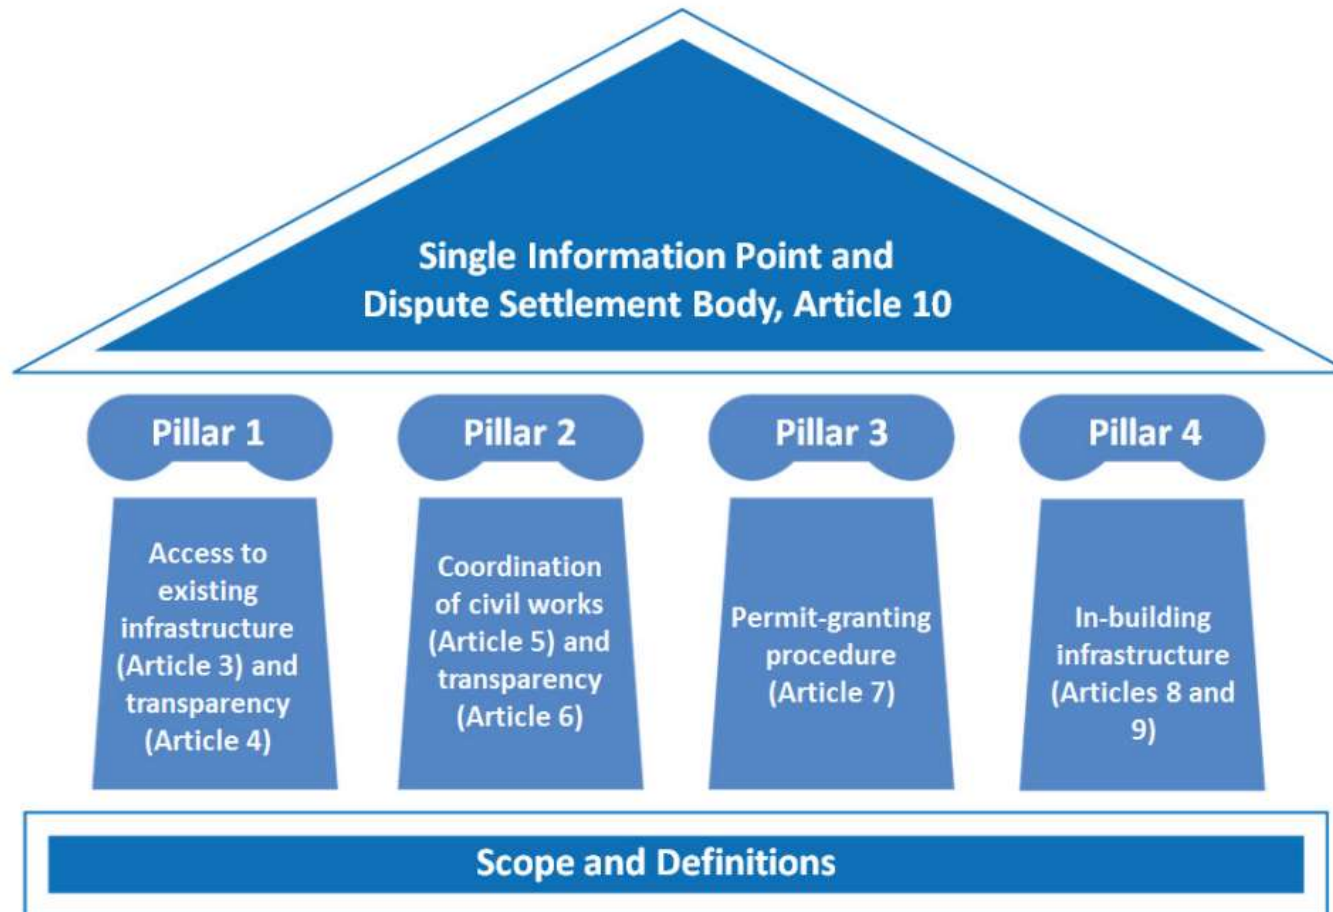 Single Information Point and
Dispute Settlement Body, Article 10
Pillar 1
Pillar 2
Pillar 3
Pillar 4
Access to
existing
infrastructure
(Article 3) and
transparency
(Article 4)
Coordination
of civil works
(Article 5) and
transparency
(Article 6)
Permit-granting
procedure
(Article 7)
In-building
infrastructure
(Articles 8 and
9)
Scope and Definitions